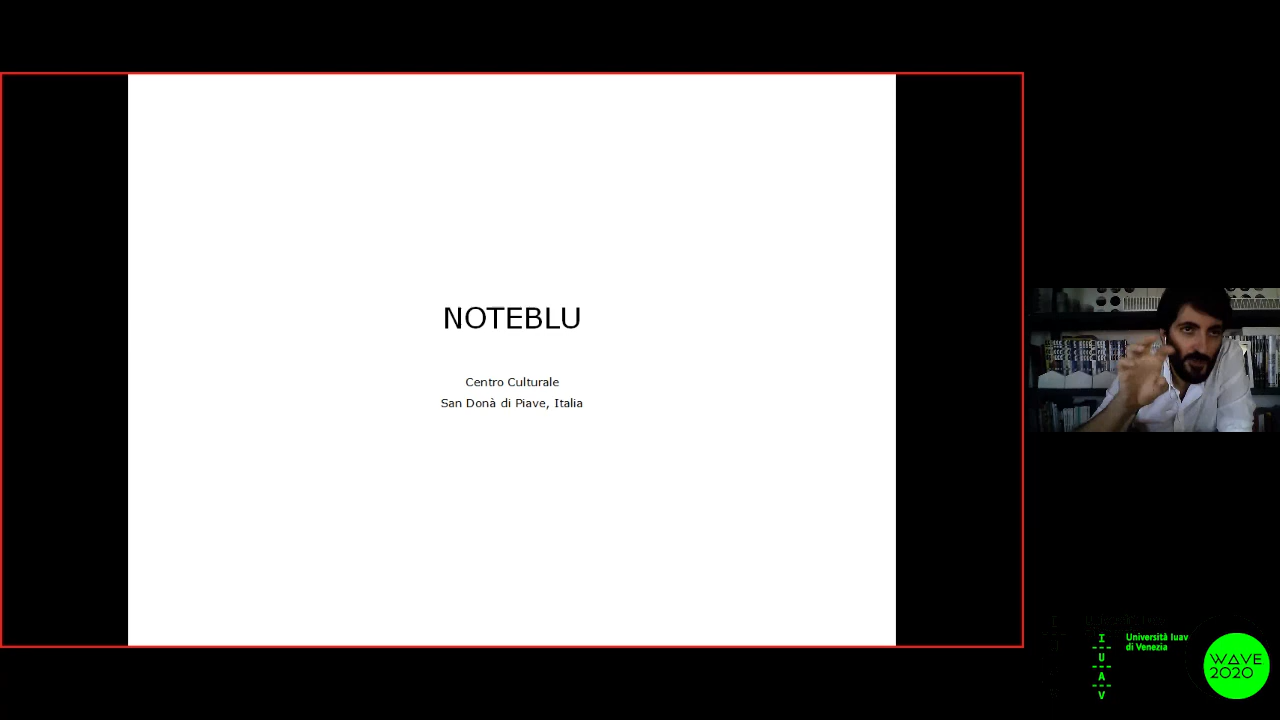 NOTEBLU
Centro Culturale
San Donà di Piave, Italia
I
U
A
V
Università Iuav
di Venezia
WAVE
2020